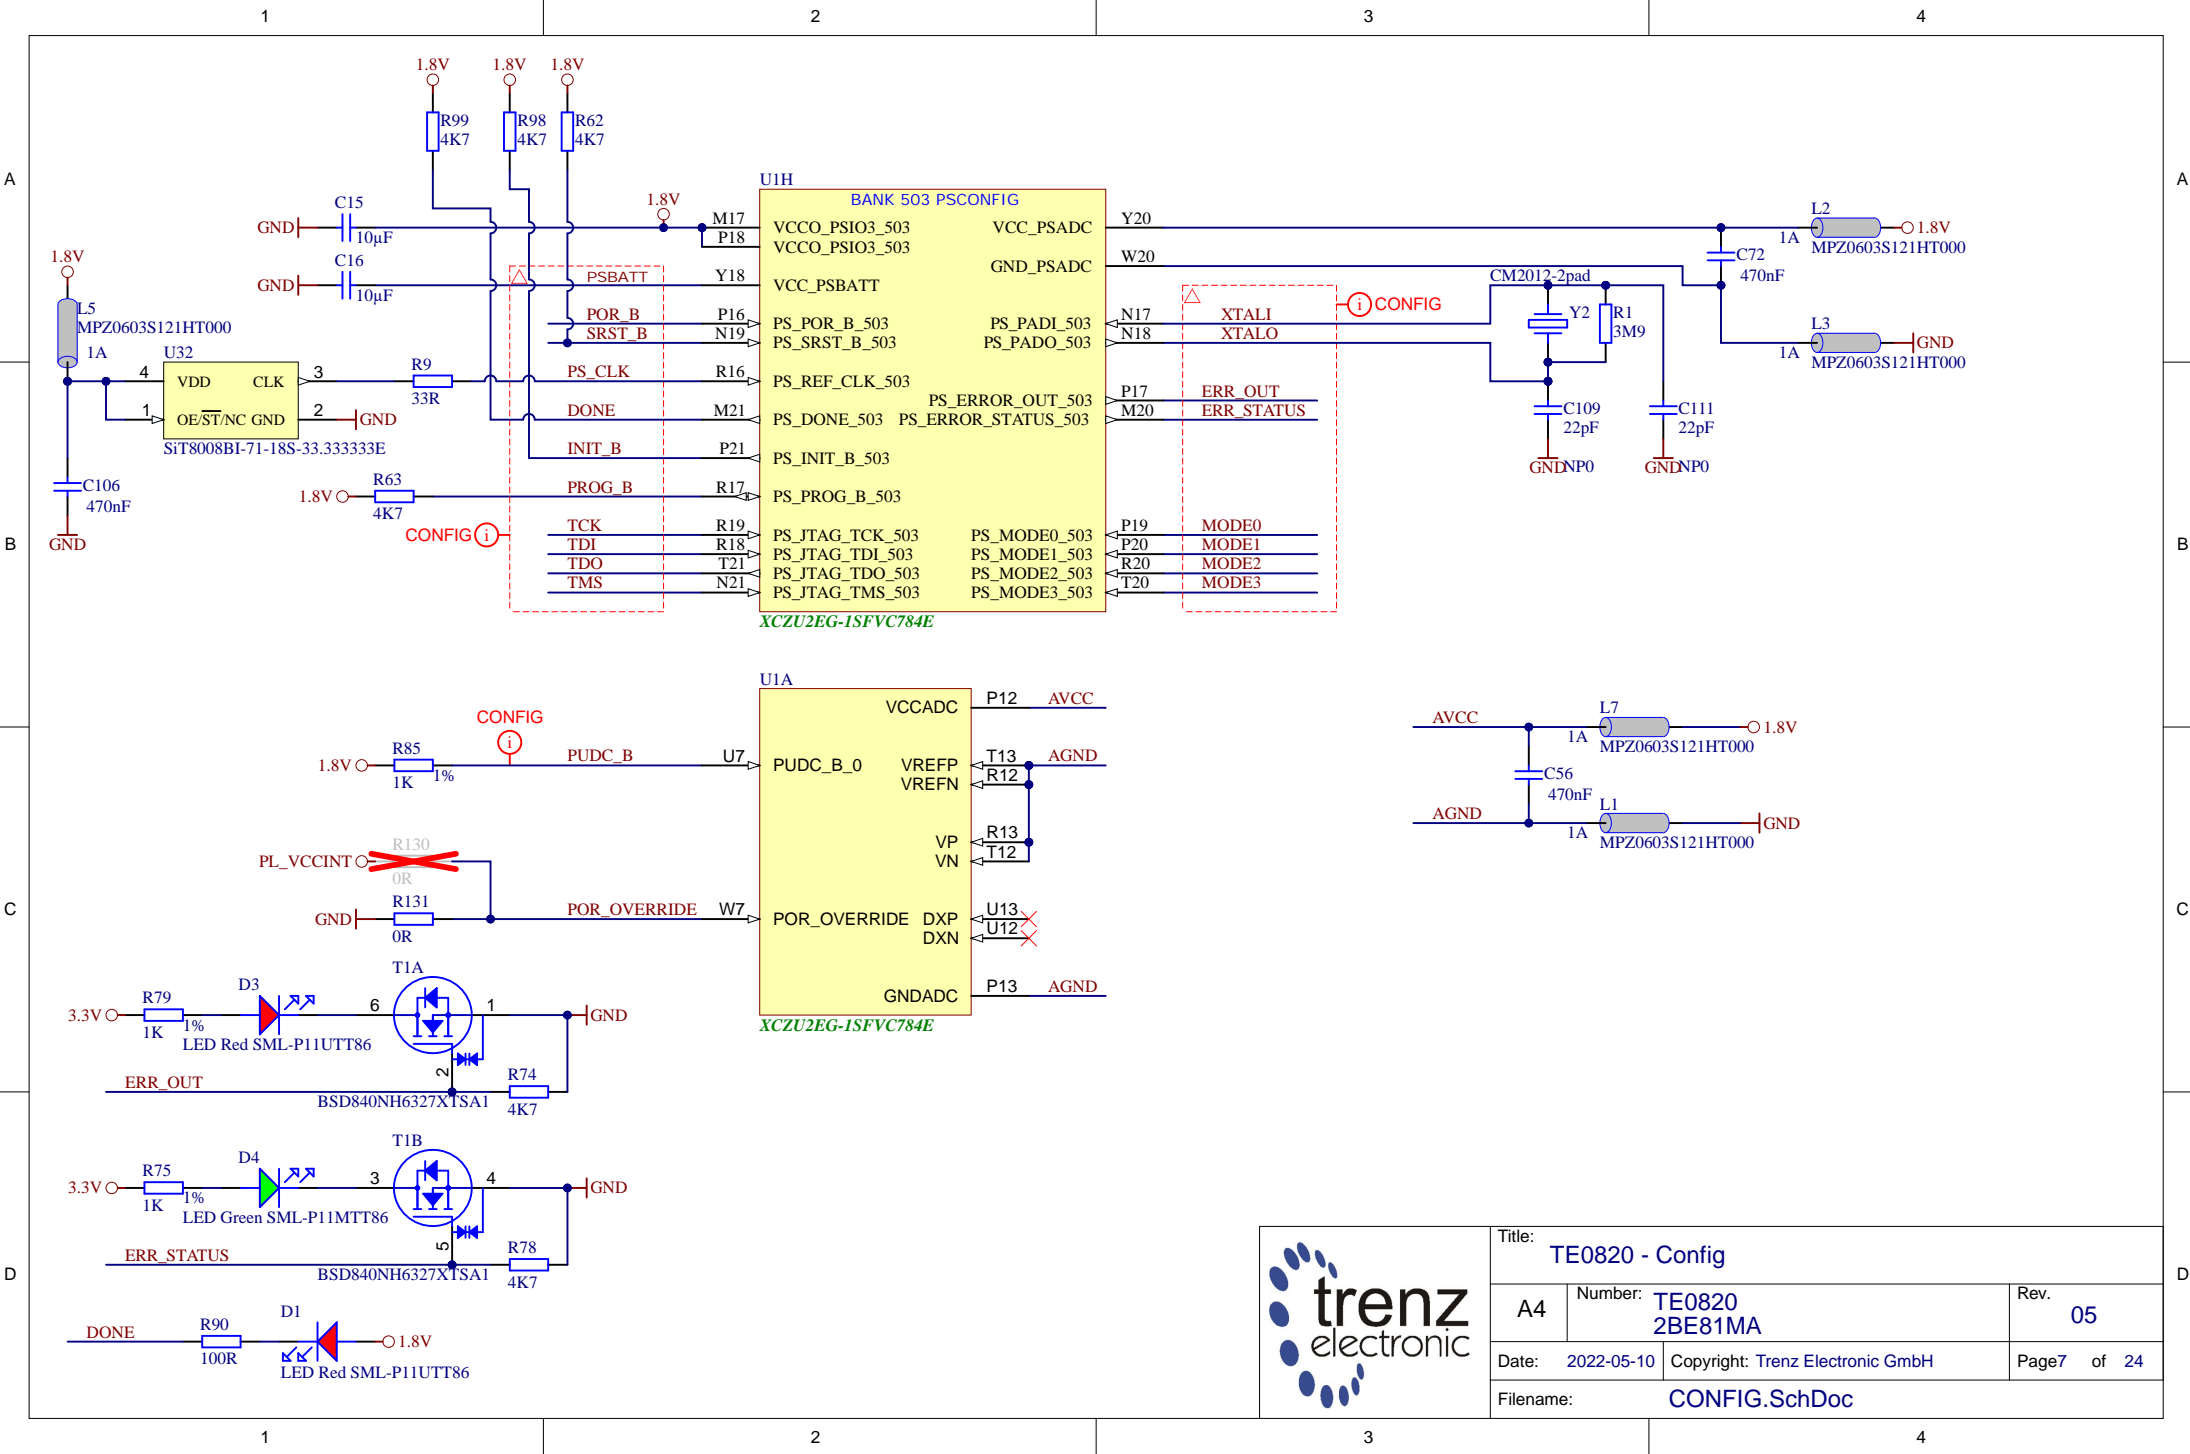 1 2 3 4
A A
B B
C C
D D
1.8V 1.8V 1.8V
R99 4K7
R98 4K7
R62 4K7
C15
GND 10µF
1.8V
C16
GND 10µF
1.8V
L5
MPZ0603S121HT000
1A
U32
4 VDD CLK 3
1 OE/ST/NC GND 2 GND
SiT8008BI-71-18S-33.333333E
C106
470nF
GND
R9
33R
1.8V R63
4K7
CONFIG
PSBATT
POR_B
SRST_B
PS_CLK
DONE
INIT_B
PROG_B
TCK
TDI
TDO
TMS
U1H
BANK 503 PSCONFIG
M17 VCCO_PSIO3_503
P18 VCCO_PSIO3_503
Y18 VCC_PSBATT
P16 PS_POR_B_503
N19 PS_SRST_B_503
R16 PS_REF_CLK_503
M21 PS_DONE_503
P21 PS_INIT_B_503
R17 PS_PROG_B_503
R19 PS_JTAG_TCK_503
R18 PS_JTAG_TDI_503
T21 PS_JTAG_TDO_503
N21 PS_JTAG_TMS_503
VCC_PSADC Y20
GND_PSADC W20
PS_PADI_503 N17 XTALI
PS_PADO_503 N18 XTALO
PS_ERROR_OUT_503 P17 ERR_OUT
PS_ERROR_STATUS_503 M20 ERR_STATUS
PS_MODE0_503 P19 MODE0
PS_MODE1_503 P20 MODE1
PS_MODE2_503 R20 MODE2
PS_MODE3_503 T20 MODE3
XCZU2EG-1SFVC784E
i CONFIG
CM2012-2pad
Y2
R1
3M9
C109
22pF
GND NP0
C111
22pF
GND NP0
L2
1A 1.8V
MPZ0603S121HT000
C72
470nF
L3
1A GND
MPZ0603S121HT000
U1A
VCCADC P12 AVCC
CONFIG
i
1.8V R85 1K 1% PUDC_B U7 PUDC_B_0
VREFP T13 AGND
VREFN R12
VP R13
VN T12
PL_VCCINT R130 0R
GND R131 0R POR_OVERRIDE W7 POR_OVERRIDE
DXP U13
DXN U12
GNDADC P13 AGND
XCZU2EG-1SFVC784E
AVCC L7
1A 1.8V
MPZ0603S121HT000
C56
470nF
AGND L1
1A GND
MPZ0603S121HT000
T1A
3.3V R79 1K 1% D3 6 1 GND
LED Red SML-P11UTT86
2
ERR_OUT R74
BSD840NH6327XTSA1 4K7
T1B
3.3V R75 1K 1% D4 3 4 GND
LED Green SML-P11MTT86
5
ERR_STATUS R78
BSD840NH6327XTSA1 4K7
D1
DONE R90 1.8V
100R
LED Red SML-P11UTT86
trenz
electronic
Title:
TE0820 - Config
A4 Number: TE0820
2BE81MA
Rev.
05
Date: 2022-05-10 Copyright: Trenz Electronic GmbH Page7 of 24
Filename: CONFIG.SchDoc
1 2 3 4